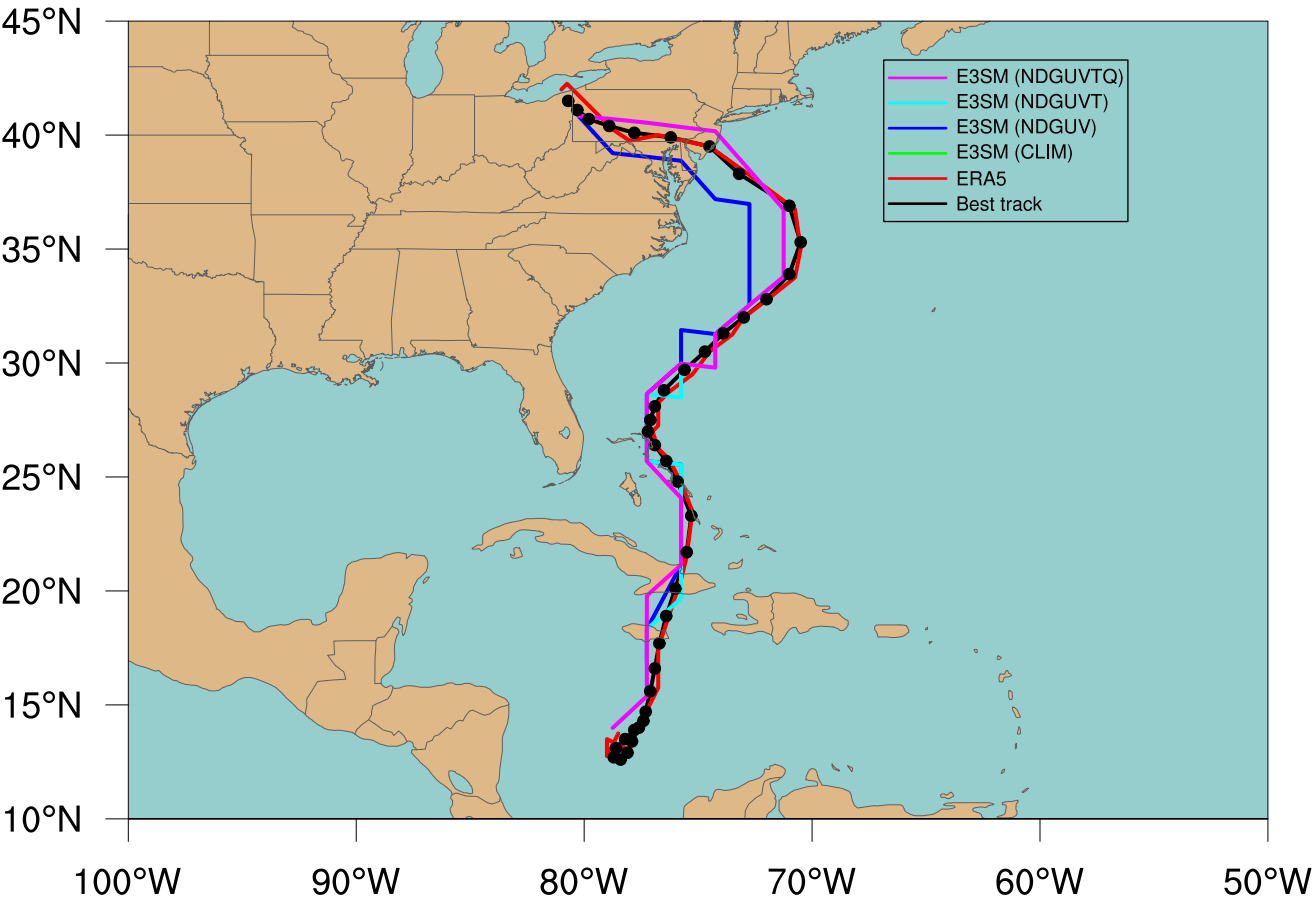 45°N
40°N
35°N
30°N
25°N
20°N
15°N
10°N
E3SM (NDGUVTQ)
E3SM (NDGUVT)
E3SM (NDGUV)
E3SM (CLIM)
ERA5
Best track
100°W 90°W 80°W 70°W 60°W 50°W